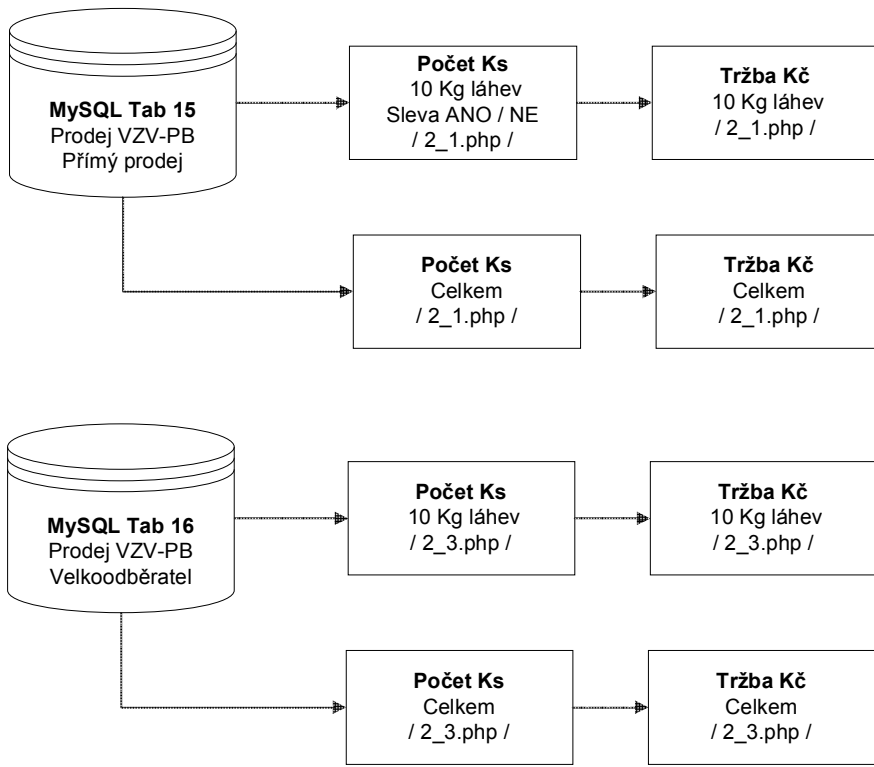 MySQL Tab 15
Prodej VZV-PB
Přímý prodej
Počet Ks
10 Kg láhev
Sleva ANO / NE
/ 2_1.php /
Tržba Kč
10 Kg láhev
/ 2_1.php /
Počet Ks
Celkem
/ 2_1.php /
Tržba Kč
Celkem
/ 2_1.php /
MySQL Tab 16
Prodej VZV-PB
Velkoodběratel
Počet Ks
10 Kg láhev
/ 2_3.php /
Tržba Kč
10 Kg láhev
/ 2_3.php /
Počet Ks
Celkem
/ 2_3.php /
Tržba Kč
Celkem
/ 2_3.php /